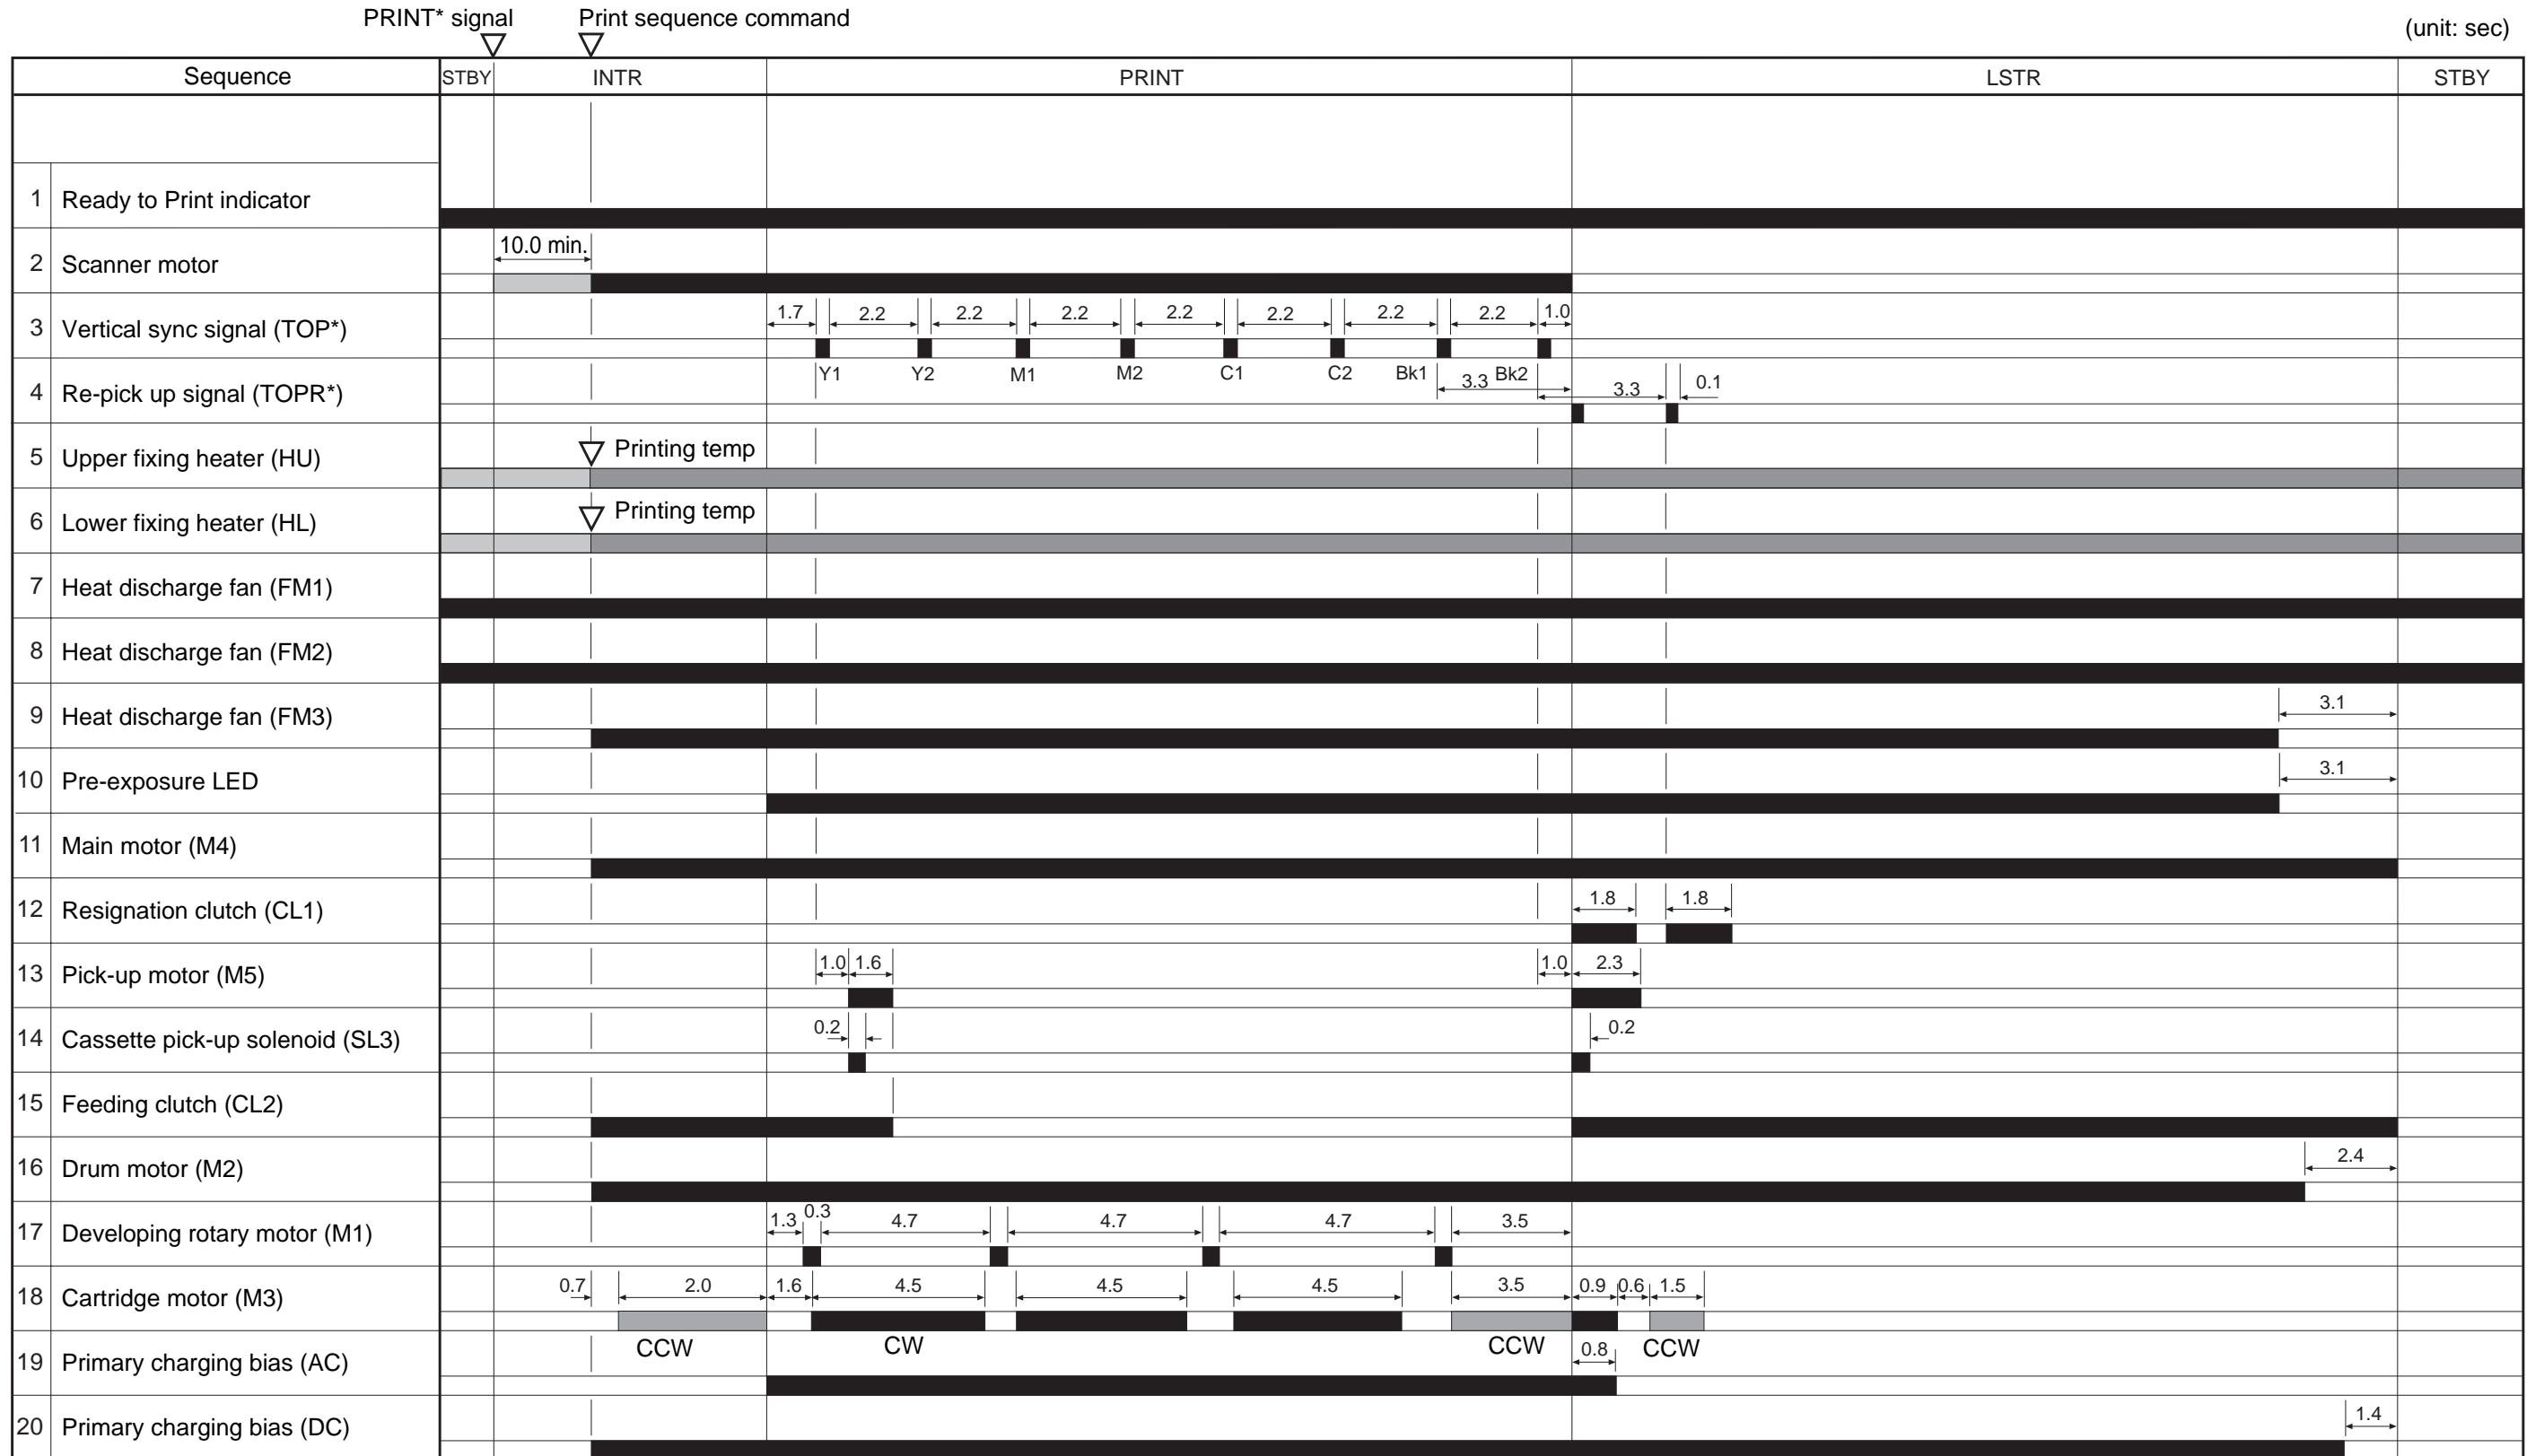 PRINT* signal Print sequence command (unit: sec)
Sequence STBY INTR PRINT LSTR STBY
1 Ready to Print indicator
10.0 min.
2 Scanner motor
1.7 2.2 2.2 2.2 2.2 2.2 2.2 2.2 1.0
3 Vertical sync signal (TOP*)
Y1 Y2 M1 M2 C1 C2 Bk1 Bk2
4 Re-pick up signal (TOPR*) 3.3 3.3 0.1
5 Upper fixing heater (HU) Printing temp
6 Lower fixing heater (HL) Printing temp
7 Heat discharge fan (FM1)
8 Heat discharge fan (FM2)
9 Heat discharge fan (FM3) 3.1
10 Pre-exposure LED 3.1
11 Main motor (M4)
12 Resignation clutch (CL1) 1.8 1.8
13 Pick-up motor (M5) 1.0 1.6 1.0 2.3
14 Cassette pick-up solenoid (SL3) 0.2 0.2
15 Feeding clutch (CL2)
16 Drum motor (M2) 2.4
17 Developing rotary motor (M1) 1.3 0.3 4.7 4.7 4.7 3.5
18 Cartridge motor (M3) 0.7 2.0 1.6 4.5 4.5 4.5 3.5 0.9 0.6 1.5
CCW CW CCW CCW
19 Primary charging bias (AC) 0.8
20 Primary charging bias (DC) 1.4